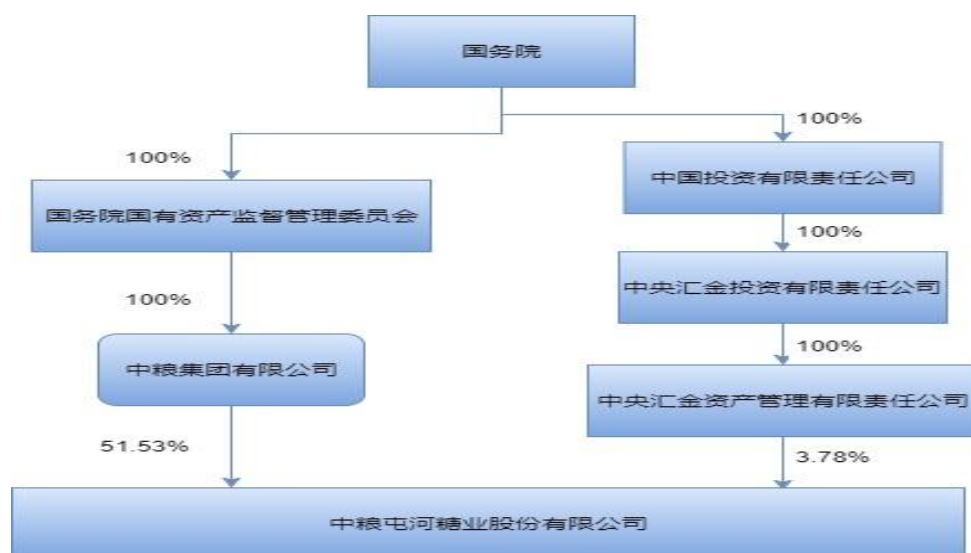 国务院
100%
100%
中国投资有限责任公司
国务院国有资产监督管理委员会
100%
中央汇金投资有限责任公司
100%
中粮集团有限公司
100%
中央汇金资产管理有限责任公司
51.53%
3.78%
中粮屯河糖业股份有限公司